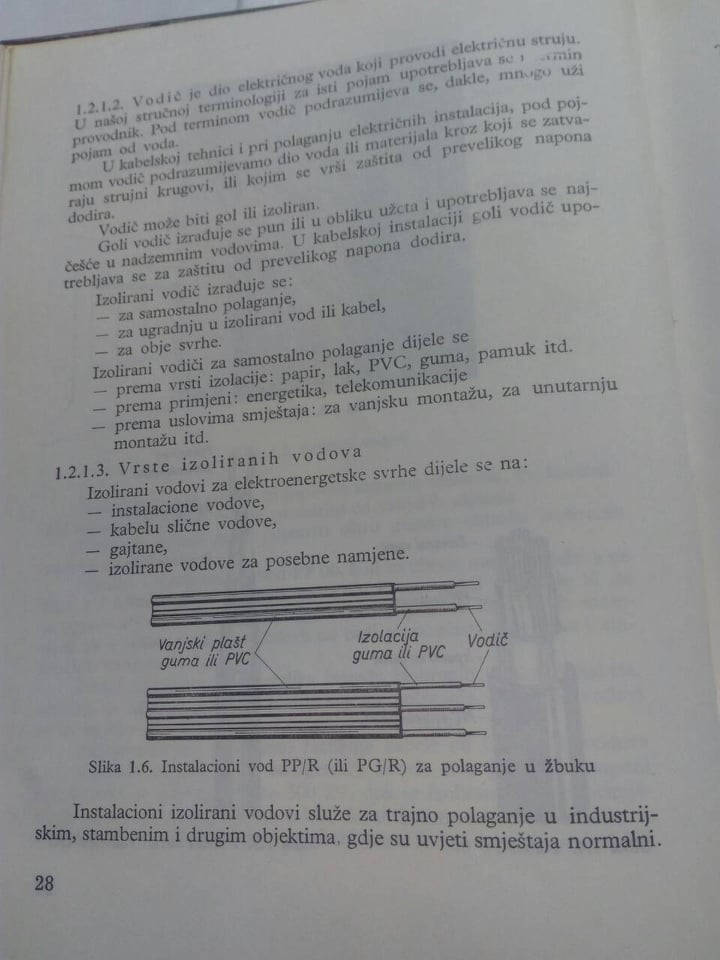 1.2.1.2. Vodič je dio električnog voda koji provodi električnu struju.
U našoj stručnoj terminologiji za isti pojam upotrebljava se i termin
provodnik. Pod terminom vodič podrazumijeva se, dakle, mnogo uži
pojam od voda.
U kabelskoj tehnici i pri polaganju električnih instalacija, pod poj-
mom vodič podrazumijevamo dio voda ili materijala kroz koji se zatva-
raju strujni krugovi, ili kojim se vrši zaštita od prevelikog napona
dodira.
Vodič može biti gol ili izoliran.
Goli vodič izrađuje se pun ili u obliku užeta i upotrebljava se naj-
češće u nadzemnim vodovima. U kabelskoj instalaciji goli vodič upo-
trebljava se za zaštitu od prevelikog napona dodira.
Izolirani vodič izrađuje se:
— za samostalno polaganje,
— za ugradnju u izolirani vod ili kabel,
— za obje svrhe.
Izolirani vodiči za samostalno polaganje dijele se
— prema vrsti izolacije: papir, lak, PVC, guma, pamuk itd.
— prema primjeni: energetika, telekomunikacije
— prema uslovima smještaja: za vanjsku montažu, za unutarnju
montažu itd.
1.2.1.3. Vrste izoliranih vodova
Izolirani vodovi za elektroenergetske svrhe dijele se na:
— instalacione vodove,
— kabelu slične vodove,
— gajtane,
— izolirane vodove za posebne namjene.
Vanjski plašt
guma ili PVC
Izolacija
guma ili PVC
Vodič
Slika 1.6. Instalacioni vod PP/R (ili PG/R) za polaganje u žbuku
Instalacioni izolirani vodovi služe za trajno polaganje u industrij-
skim, stambenim i drugim objektima, gdje su uvjeti smještaja normalni.
28